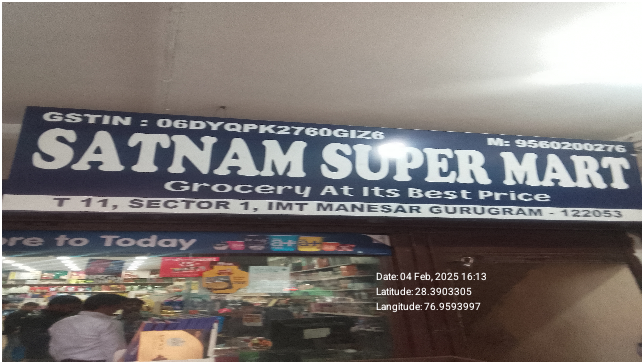 GSTIN : 06DYQPK2760GIZ6
M: 9560200276
SATNAM SUPER MART
Grocery At Its Best Price
T 11, SECTOR 1, IMT MANESAR GURUGRAM - 122053
re to Today
Date: 04 Feb, 2025 16:13
Latitude: 28.3903305
Langitude: 76.9593997